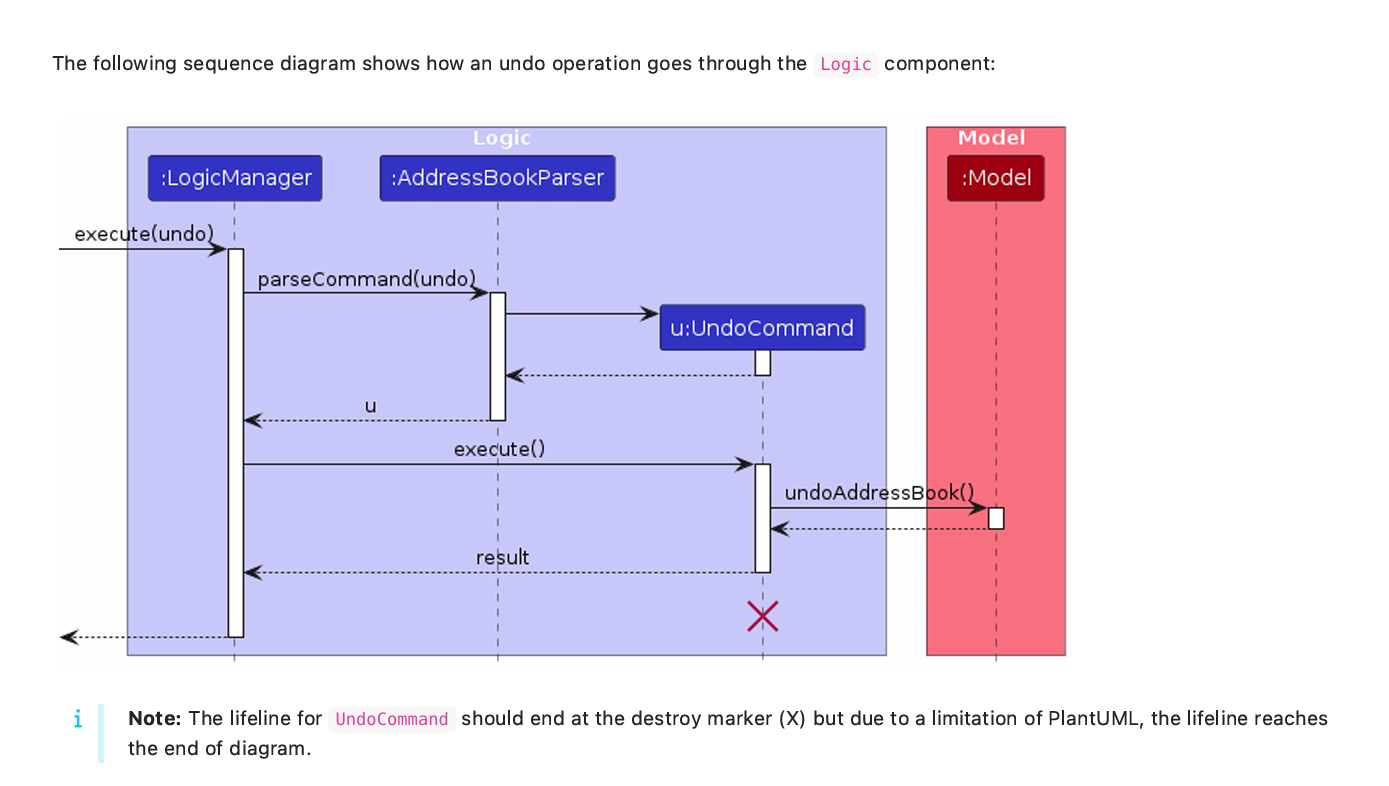 The following sequence diagram shows how an undo operation goes through the Logic component:
Logic
Model
:LogicManager
:AddressBookParser
:Model
execute(undo)
parseCommand(undo)
u:UndoCommand
u
execute()
undoAddressBook()
result
i
Note: The lifeline for UndoCommand should end at the destroy marker (X) but due to a limitation of PlantUML, the lifeline reaches
the end of diagram.